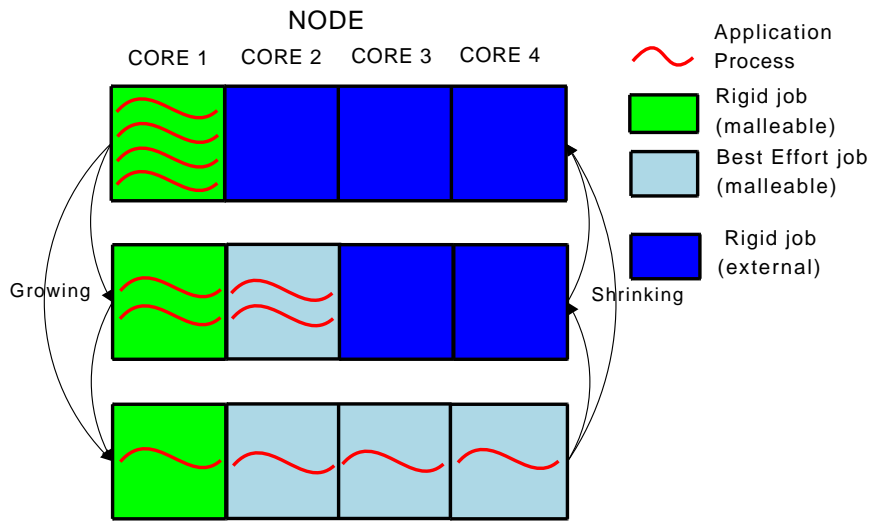 NODE
CORE 1
CORE 2
CORE 3
CORE 4
Application
Process
Rigid job
(malleable)
Best Effort job
(malleable)
Rigid job
(external)
Growing
Shrinking